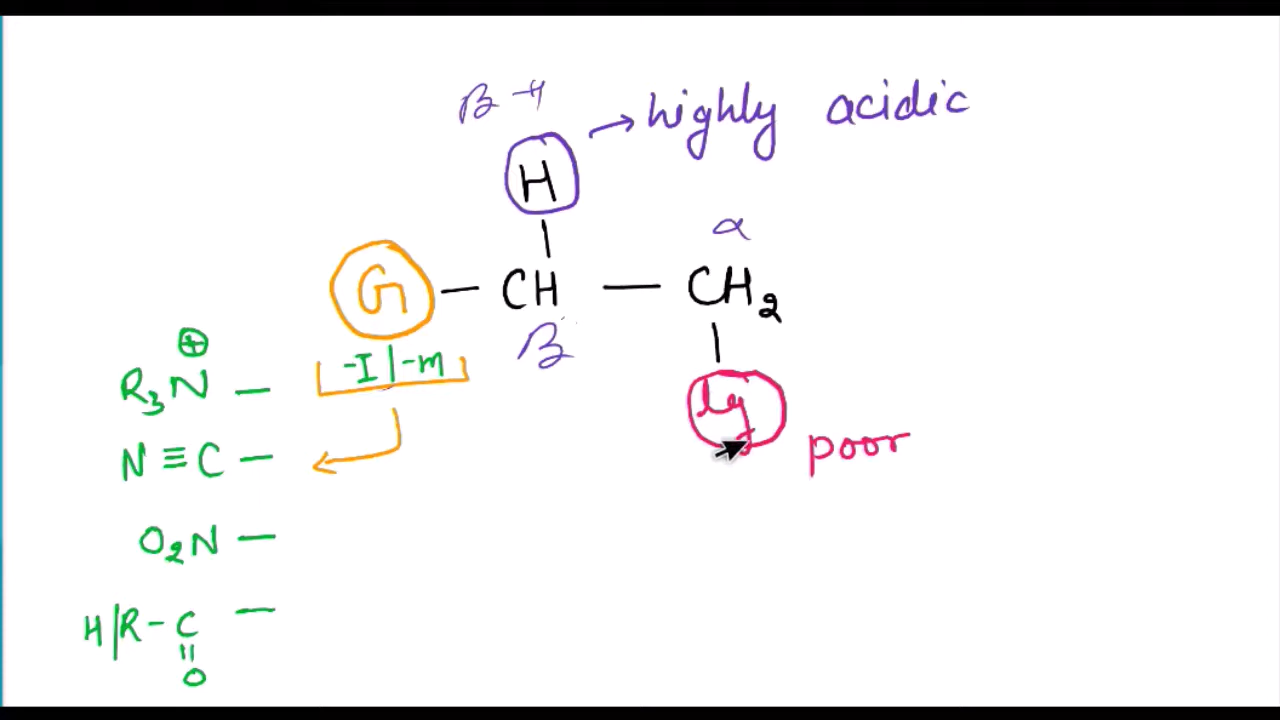 β-H
→ highly acidic
H
α
G — CH — CH₂
β
-I | -m
⊕
R₃N —
lg
poor
N ≡ C —
O₂N —
H|R - C —
=
O